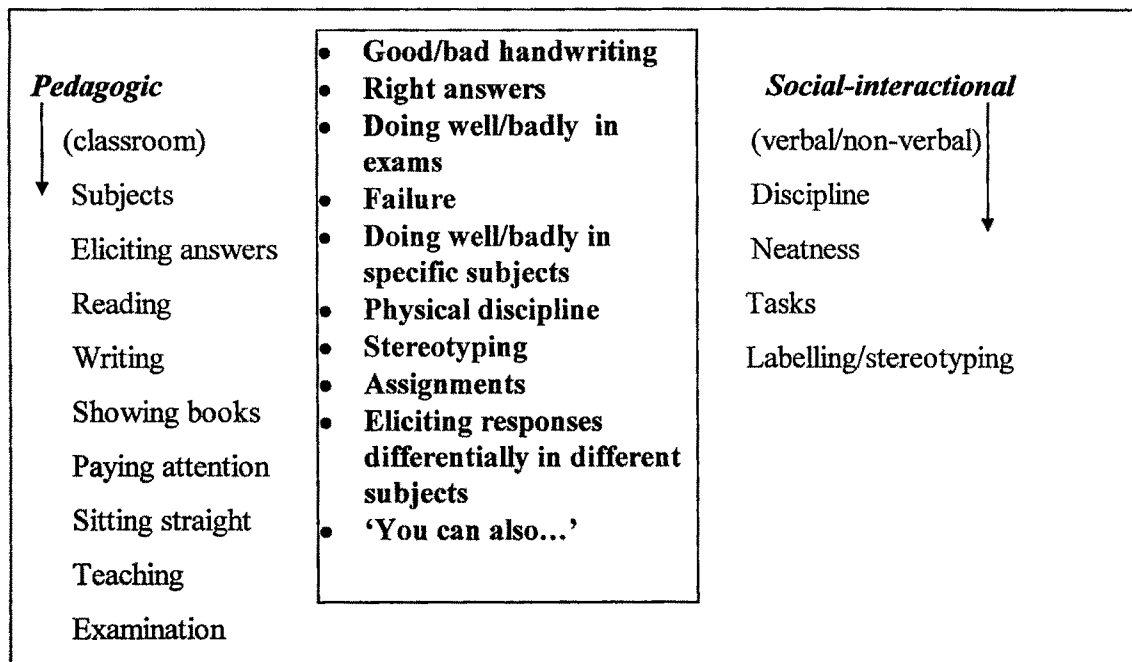 Pedagogic
(classroom)
Subjects
Eliciting answers
Reading
Writing
Showing books
Paying attention
Sitting straight
Teaching
Examination
• Good/bad handwriting
• Right answers
• Doing well/badly in
exams
• Failure
• Doing well/badly in
specific subjects
• Physical discipline
• Stereotyping
• Assignments
• Eliciting responses
differentially in different
subjects
• ‘You can also...’
Social-interactional
(verbal/non-verbal)
Discipline
Neatness
Tasks
Labelling/stereotyping